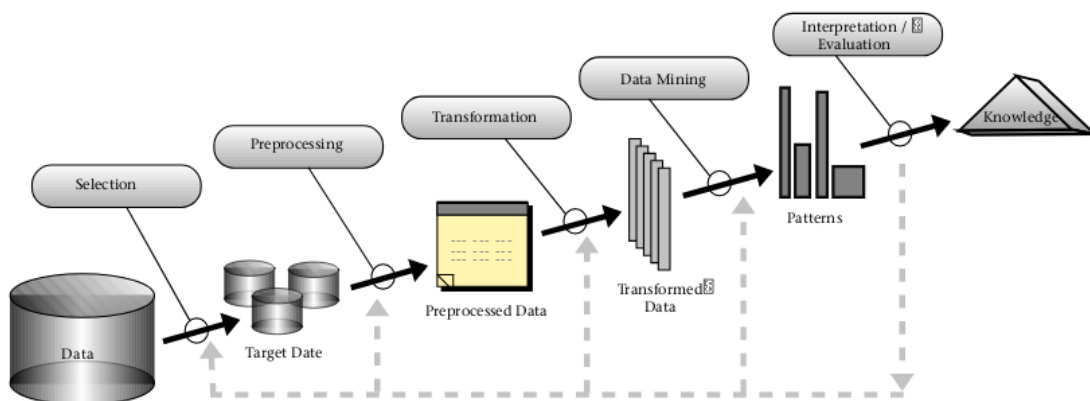 Interpretation / 
Evaluation
Data Mining
Transformation
Preprocessing
Selection
Data
Target Date
Preprocessed Data
Transformed
Data
Patterns
Knowledge